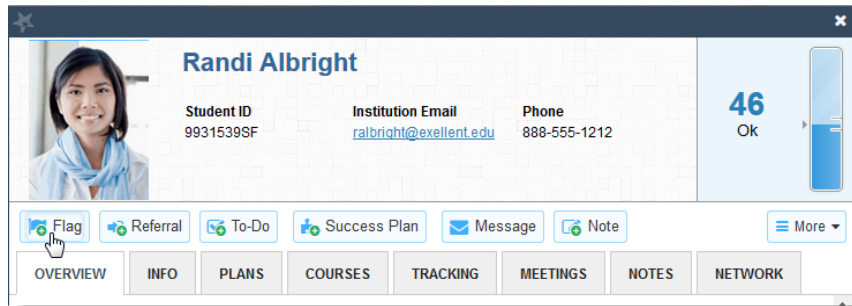 Randi Albright
Student ID Institution Email Phone
9931539SF ralbright@exellent.edu 888-555-1212
46
Ok
Flag Referral To-Do Success Plan Message Note More
OVERVIEW INFO PLANS COURSES TRACKING MEETINGS NOTES NETWORK